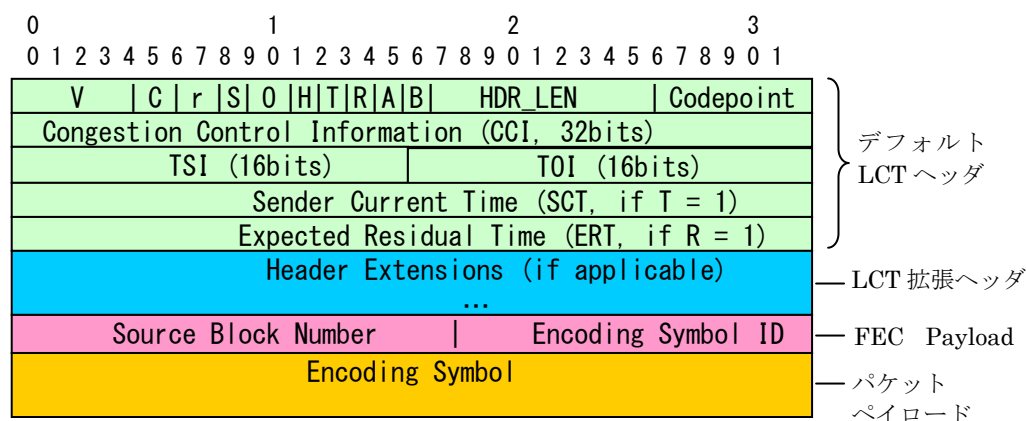 0 1 2 3
0 1 2 3 4 5 6 7 8 9 0 1 2 3 4 5 6 7 8 9 0 1 2 3 4 5 6 7 8 9 0 1
V | C | r |S| O |H|T|R|A|B| HDR_LEN | Codepoint
Congestion Control Information (CCI, 32bits)
TSI (16bits) TOI (16bits)
Sender Current Time (SCT, if T = 1)
Expected Residual Time (ERT, if R = 1)
デフォルト
LCT ヘッダ
Header Extensions (if applicable)
...
LCT 拡張ヘッダ
Source Block Number | Encoding Symbol ID
FEC Payload
Encoding Symbol
パケット
ペイロード